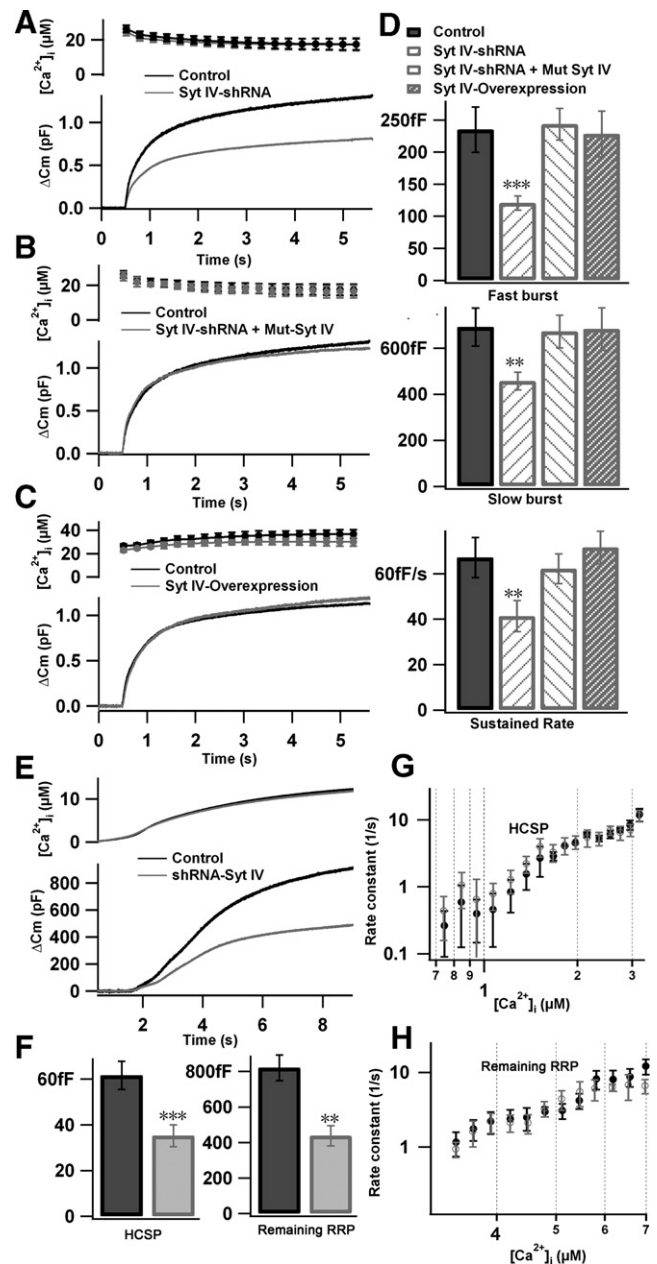 A
[Ca2+]i (μM)
40
20
0
Control
Syt IV-shRNA
ΔCm (pF)
1.0
0.5
0.0
0 1 2 3 4 5
Time (s)
B
[Ca2+]i (μM)
40
20
0
Control
Syt IV-shRNA + Mut-Syt IV
ΔCm (pF)
1.0
0.5
0.0
0 1 2 3 4 5
Time (s)
C
[Ca2+]i (μM)
60
40
20
0
Control
Syt IV-Overexpression
ΔCm (pF)
1.0
0.5
0.0
0 1 2 3 4 5
Time (s)
D
Control
Syt IV-shRNA
Syt IV-shRNA + Mut Syt IV
Syt IV-Overexpression
250fF
200
150
100
50
0
***
Fast burst
600fF
400
200
0
**
Slow burst
60fF/s
40
20
0
**
Sustained Rate
E
[Ca2+]i (μM)
10
0
Control
shRNA-Syt IV
ΔCm (pF)
800
600
400
200
0
2 4 6 8
Time (s)
F
60fF
40
20
0
***
HCSP
800fF
600
400
200
0
**
Remaining RRP
G
Rate constant (1/s)
10
1
0.1
HCSP
7 8 9 1 2 3
[Ca2+]i (μM)
H
Rate constant (1/s)
10
1
Remaining RRP
4 5 6 7
[Ca2+]i (μM)